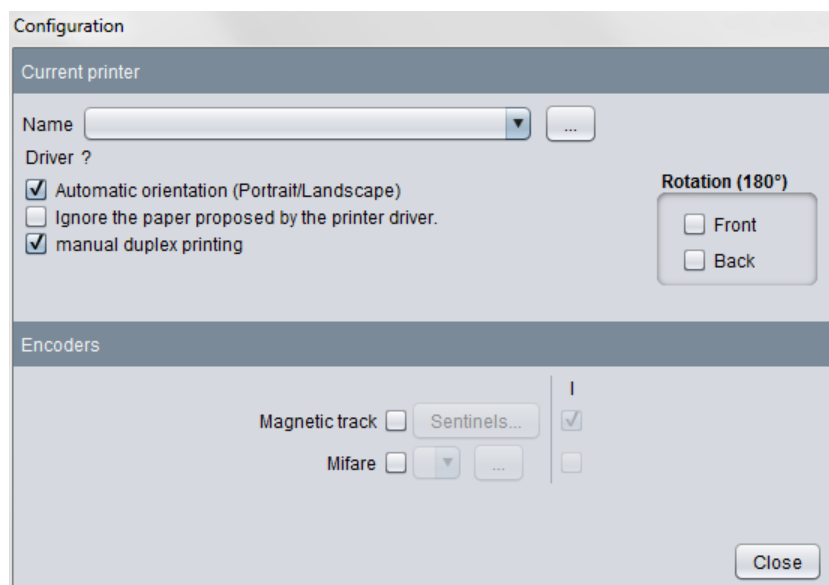 Configuration
Current printer
Name
...
Driver ?
Automatic orientation (Portrait/Landscape)
Ignore the paper proposed by the printer driver.
manual duplex printing
Rotation (180°)
Front
Back
Encoders
I
Magnetic track Sentinels...
Mifare ...
Close